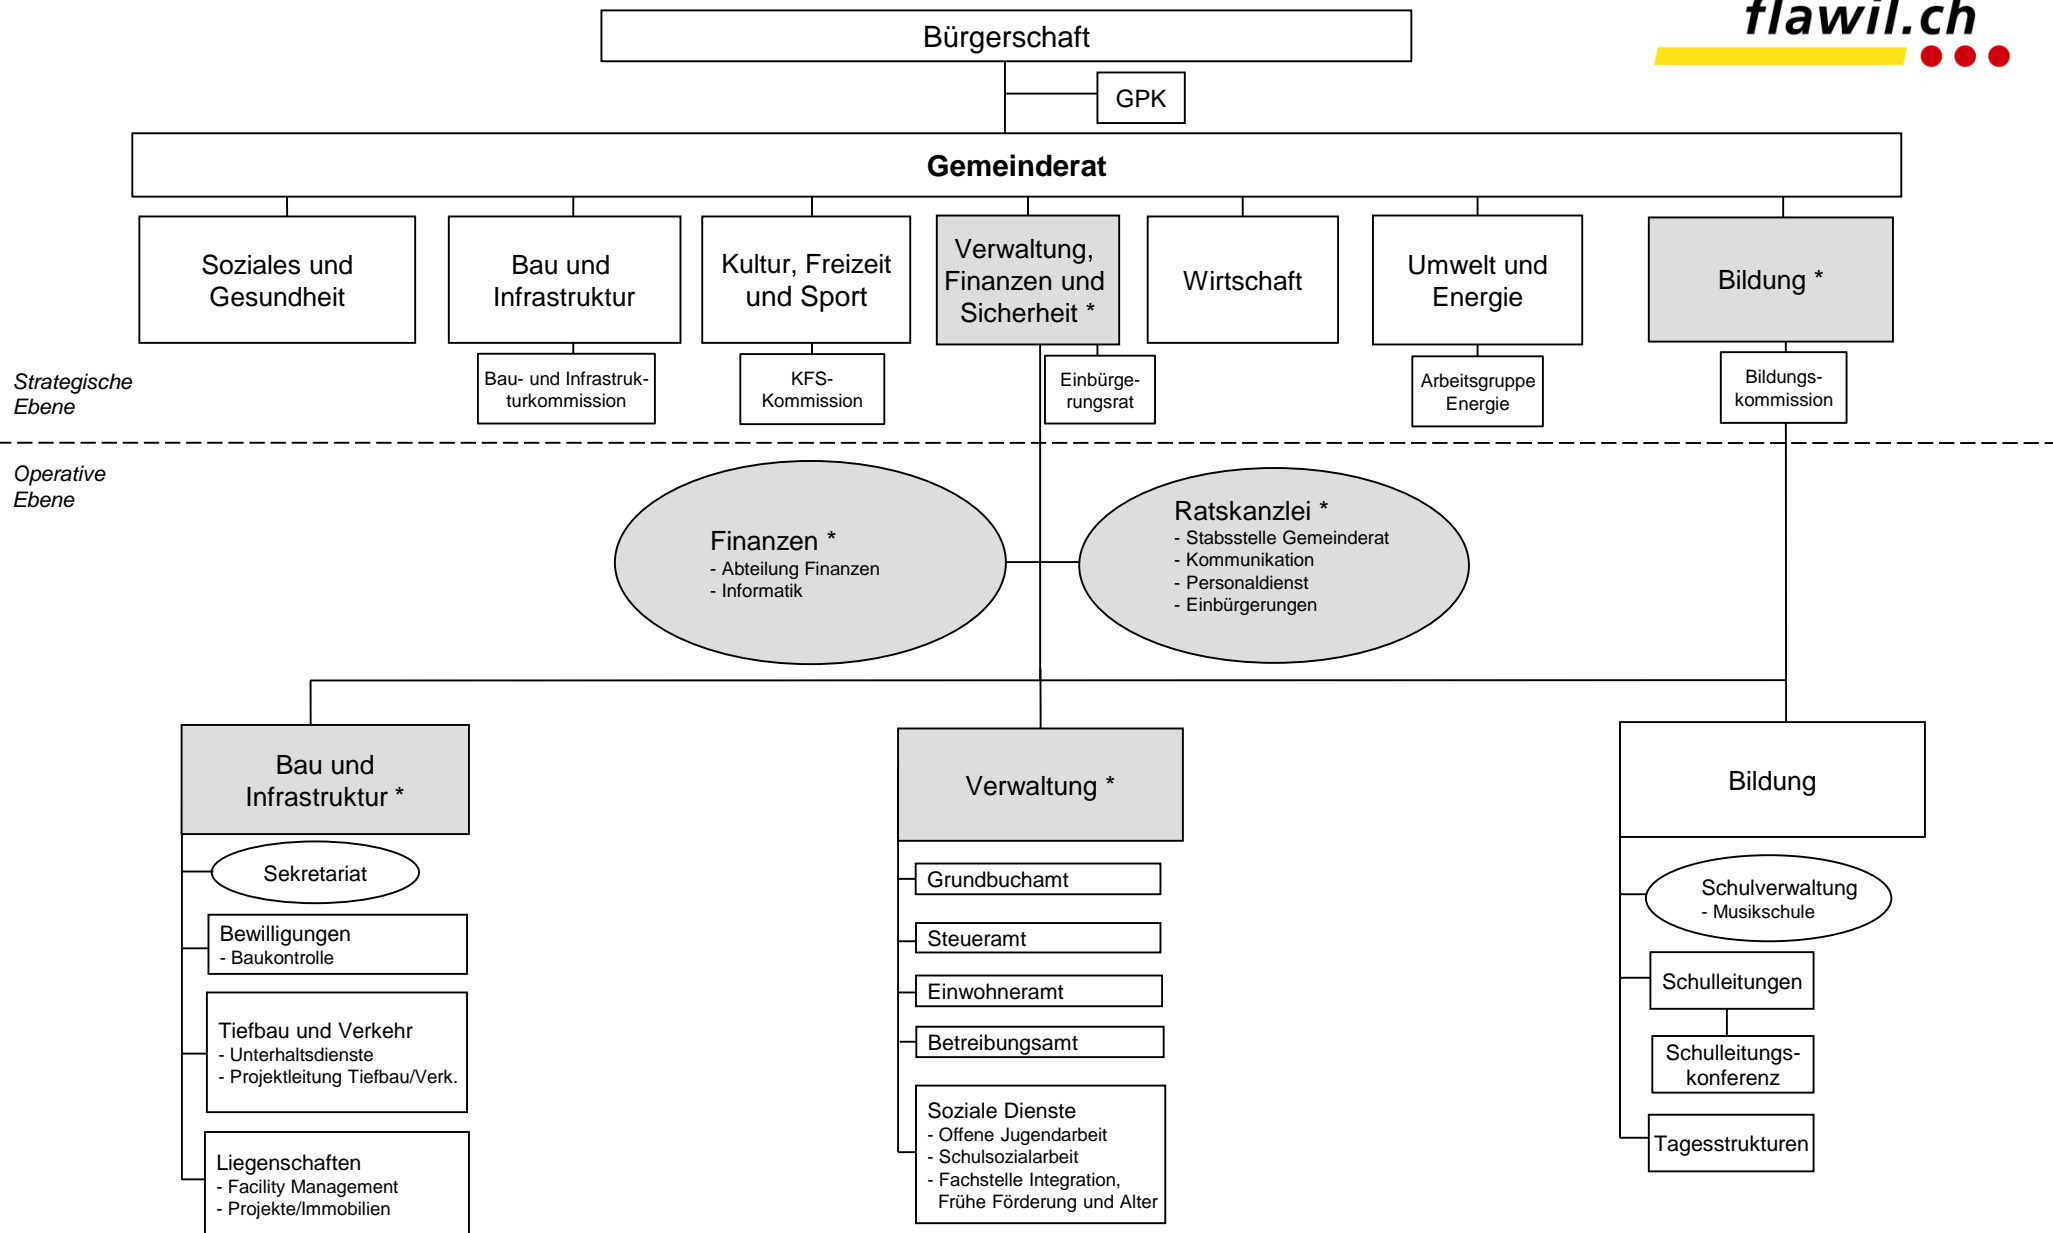 flawil.ch
Bürgerschaft
GPK
Gemeinderat
Soziales und
Gesundheit
Bau und
Infrastruktur
Kultur, Freizeit
und Sport
Verwaltung,
Finanzen und
Sicherheit *
Wirtschaft
Umwelt und
Energie
Bildung *
Strategische
Ebene
Bau- und Infrastruk-
turkommission
KFS-
Kommission
Einbürge-
rungsrat
Arbeitsgruppe
Energie
Bildungs-
kommission
Operative
Ebene
Finanzen *
- Abteilung Finanzen
- Informatik
Ratskanzlei *
- Stabsstelle Gemeinderat
- Kommunikation
- Personaldienst
- Einbürgerungen
Bau und
Infrastruktur *
Sekretariat
Bewilligungen
- Baukontrolle
Tiefbau und Verkehr
- Unterhaltsdienste
- Projektleitung Tiefbau/Verk.
Liegenschaften
- Facility Management
- Projekte/Immobilien
Verwaltung *
Grundbuchamt
Steueramt
Einwohneramt
Betreibungsamt
Soziale Dienste
- Offene Jugendarbeit
- Schulsozialarbeit
- Fachstelle Integration,
Frühe Förderung und Alter
Bildung
Schulverwaltung
- Musikschule
Schulleitungen
Schulleitungs-
konferenz
Tagesstrukturen